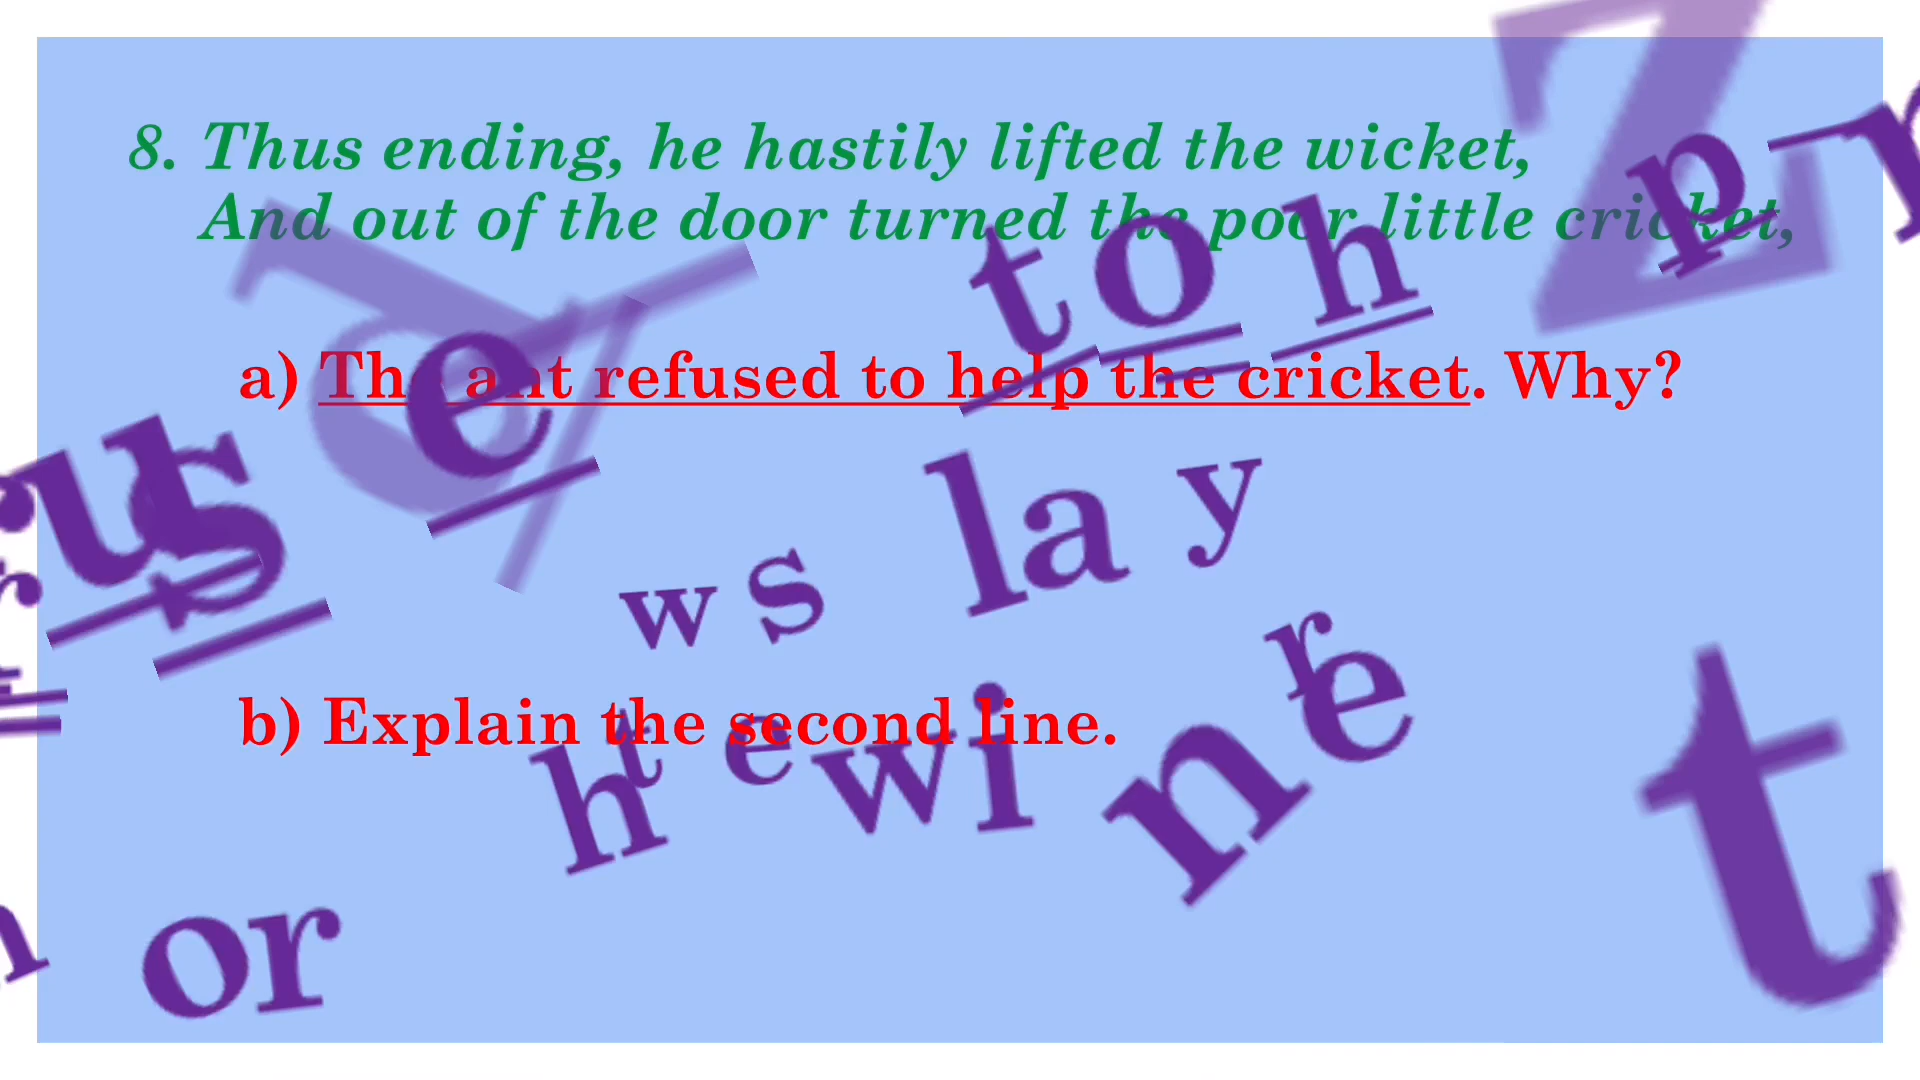 8. Thus ending, he hastily lifted the wicket,
And out of the door turned the poor little cricket,
a) The ant refused to help the cricket. Why?
b) Explain the second line.